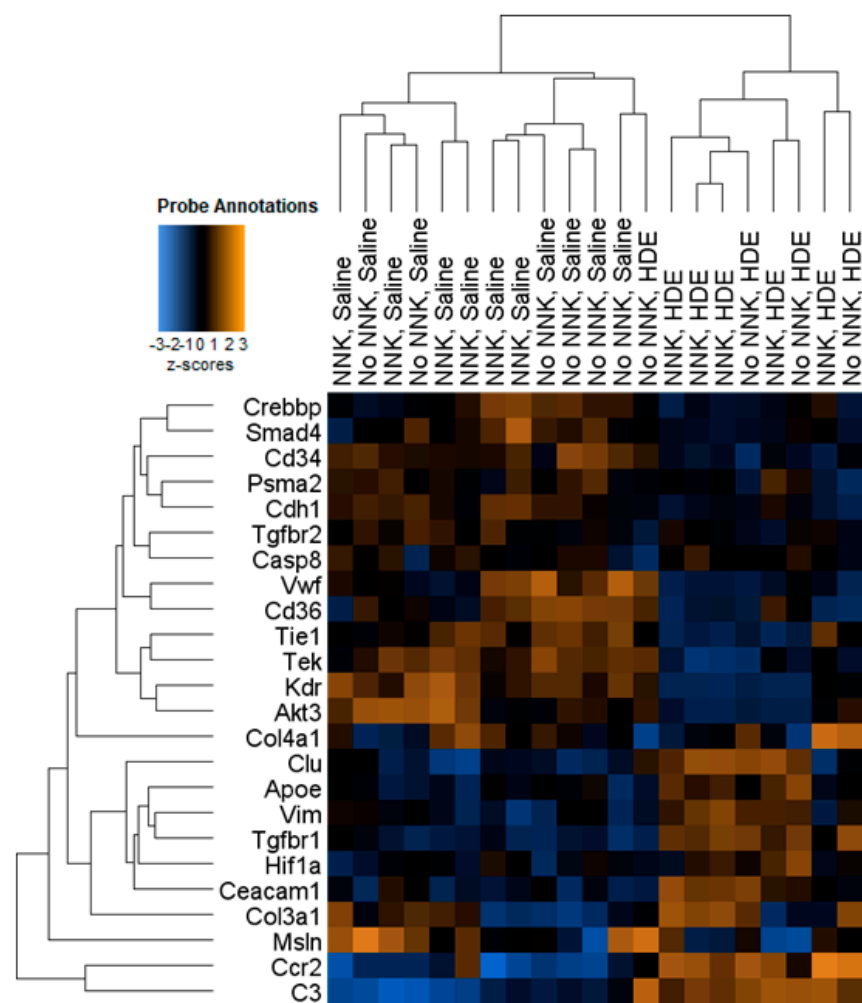 Probe Annotations
-3-2-10 1 2 3
z-scores
NNK, Saline
No NNK, Saline
NNK, Saline
No NNK, Saline
NNK, Saline
NNK, Saline
NNK, Saline
NNK, Saline
No NNK, Saline
No NNK, Saline
No NNK, Saline
No NNK, Saline
No NNK, HDE
NNK, HDE
NNK, HDE
NNK, HDE
No NNK, HDE
NNK, HDE
No NNK, HDE
NNK, HDE
No NNK, HDE
Crebbp
Smad4
Cd34
Psma2
Cdh1
Tgfbr2
Casp8
Vwf
Cd36
Tie1
Tek
Kdr
Akt3
Col4a1
Clu
Apoe
Vim
Tgfbr1
Hif1a
Ceacam1
Col3a1
Msln
Ccr2
C3